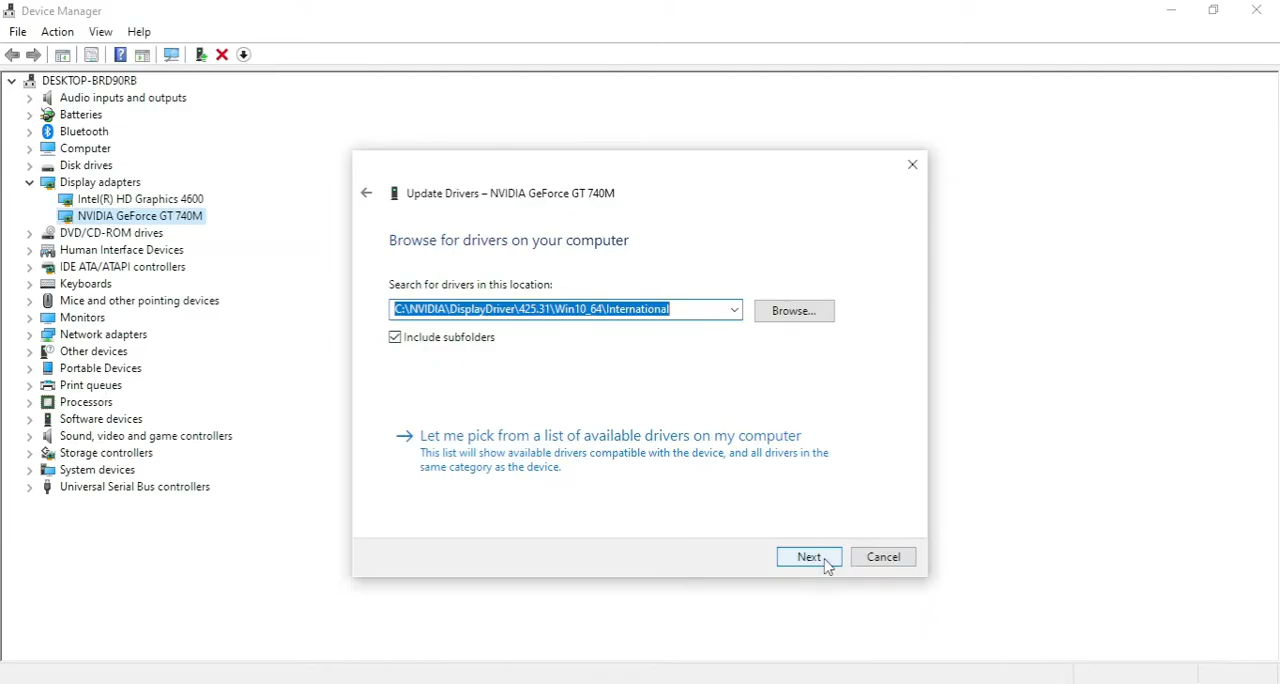 Device Manager
File Action View Help
DESKTOP-BRD90RB
Audio inputs and outputs
Batteries
Bluetooth
Computer
Disk drives
Display adapters
Intel(R) HD Graphics 4600
NVIDIA GeForce GT 740M
DVD/CD-ROM drives
Human Interface Devices
IDE ATA/ATAPI controllers
Keyboards
Mice and other pointing devices
Monitors
Network adapters
Other devices
Portable Devices
Print queues
Processors
Software devices
Sound, video and game controllers
Storage controllers
System devices
Universal Serial Bus controllers
Update Drivers – NVIDIA GeForce GT 740M
Browse for drivers on your computer
Search for drivers in this location:
C:\NVIDIA\DisplayDriver\425.31\Win10_64\International
Browse...
Include subfolders
Let me pick from a list of available drivers on my computer
This list will show available drivers compatible with the device, and all drivers in the
same category as the device.
Next
Cancel